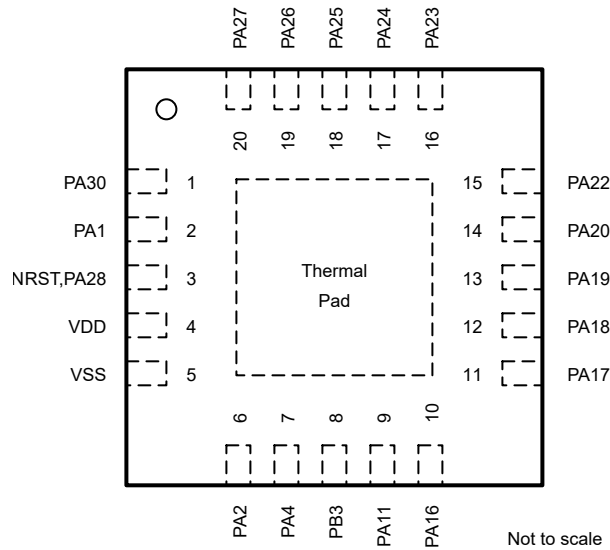 PA27 PA26 PA25 PA24 PA23
20 19 18 17 16
PA30 1 15 PA22
PA1 2 14 PA20
NRST,PA28 3 13 PA19
VDD 4 12 PA18
VSS 5 11 PA17
Thermal
Pad
6 7 8 9 10
PA2 PA4 PB3 PA11 PA16
Not to scale